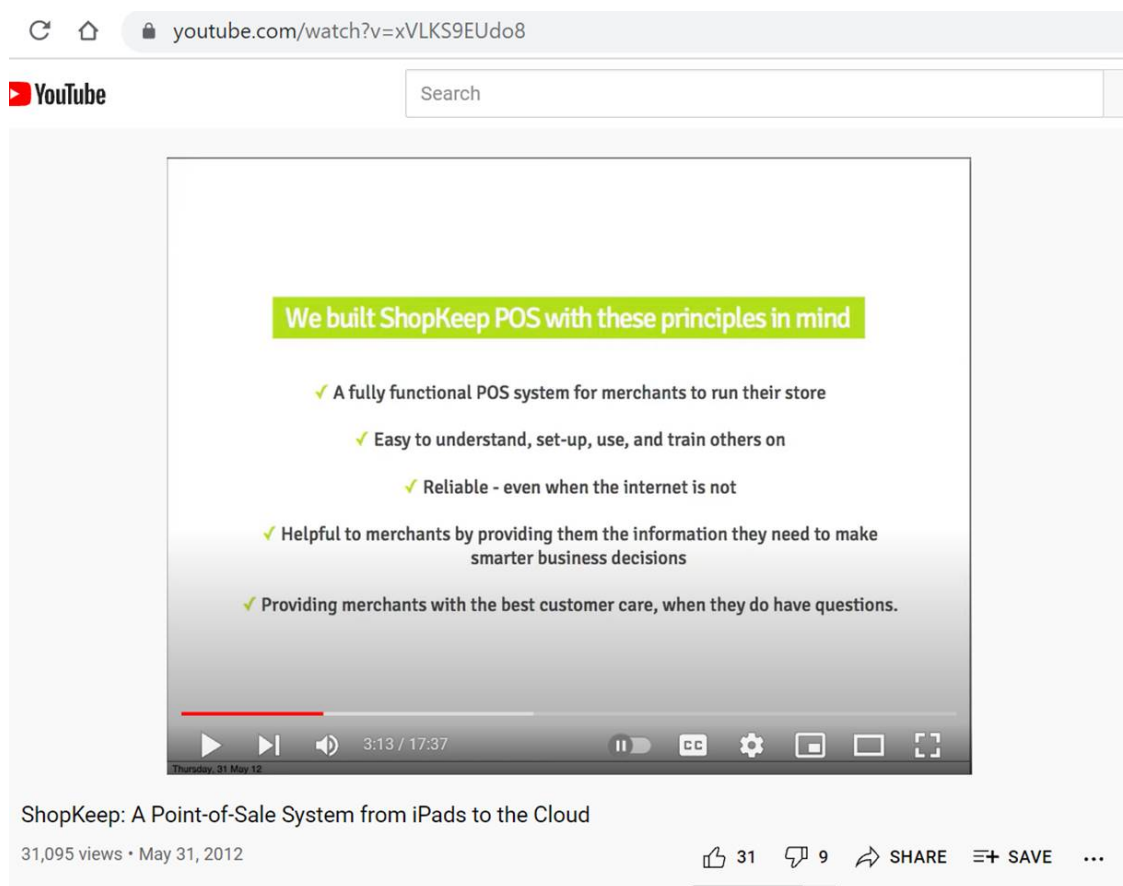 youtube.com/watch?v=xVLKS9EUdo8
YouTube
Search
We built ShopKeep POS with these principles in mind
✓ A fully functional POS system for merchants to run their store
✓ Easy to understand, set-up, use, and train others on
✓ Reliable - even when the internet is not
✓ Helpful to merchants by providing them the information they need to make
smarter business decisions
✓ Providing merchants with the best customer care, when they do have questions.
3:13 / 17:37
CC
Thursday, 31 May 12
ShopKeep: A Point-of-Sale System from iPads to the Cloud
31,095 views • May 31, 2012
31 9 SHARE SAVE ...